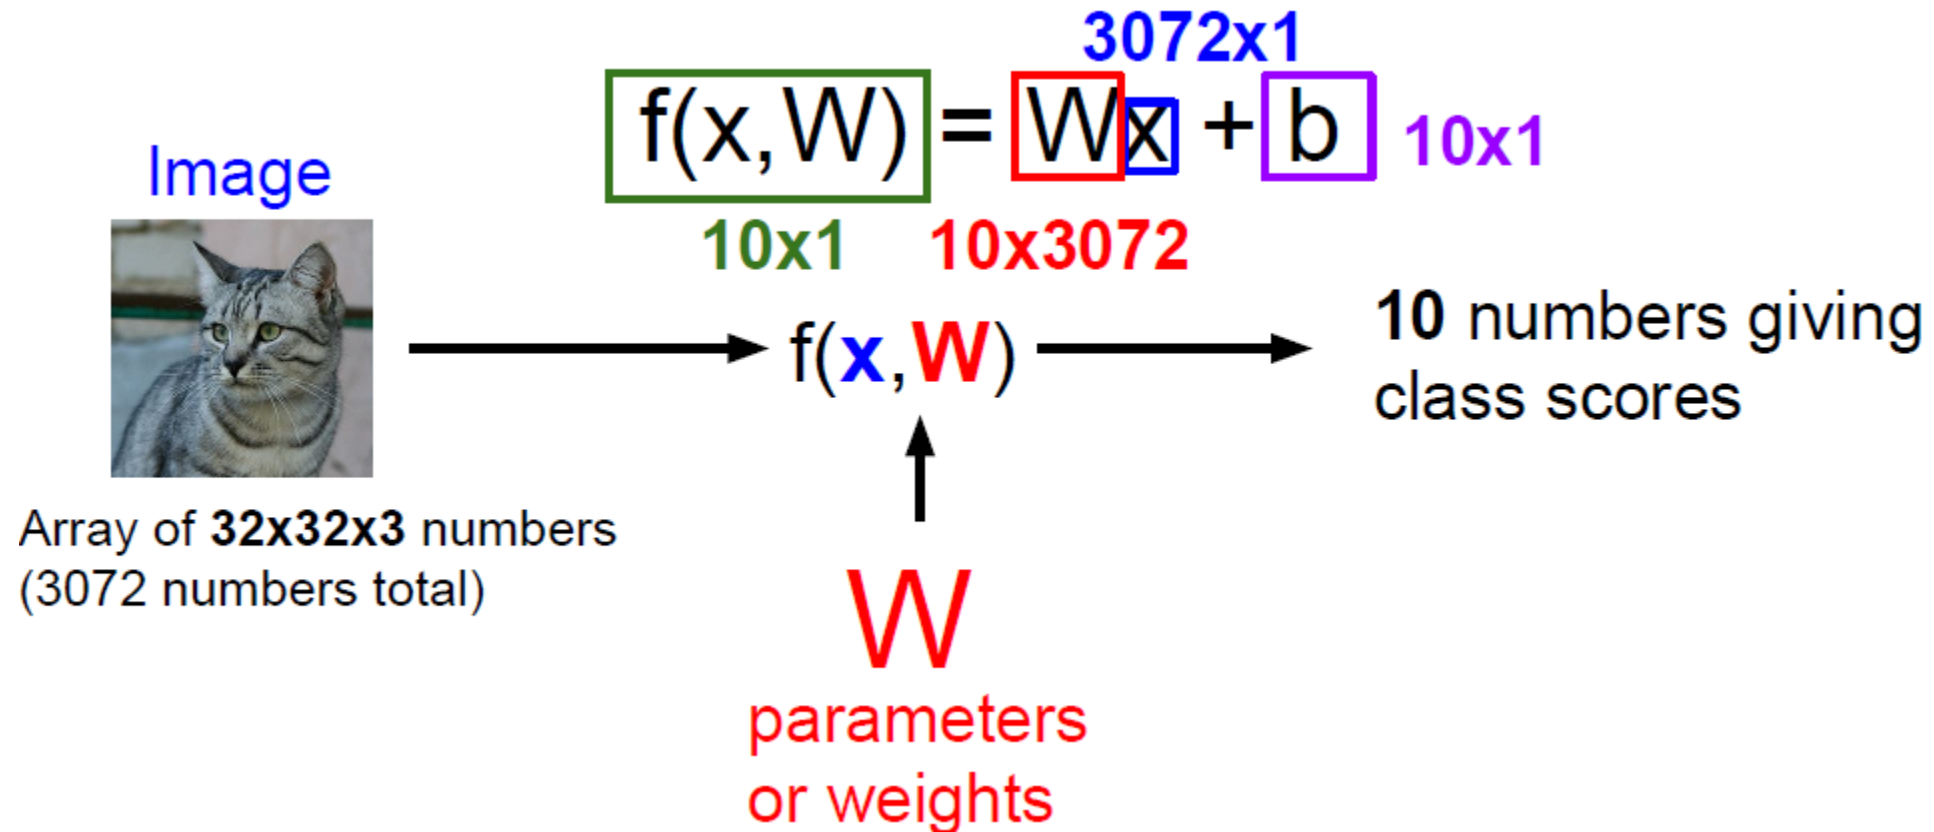 3072x1
f(x,W) = Wx + b 10x1
10x1 10x3072
Image
f(x,W)
10 numbers giving
class scores
Array of 32x32x3 numbers
(3072 numbers total)
W
parameters
or weights